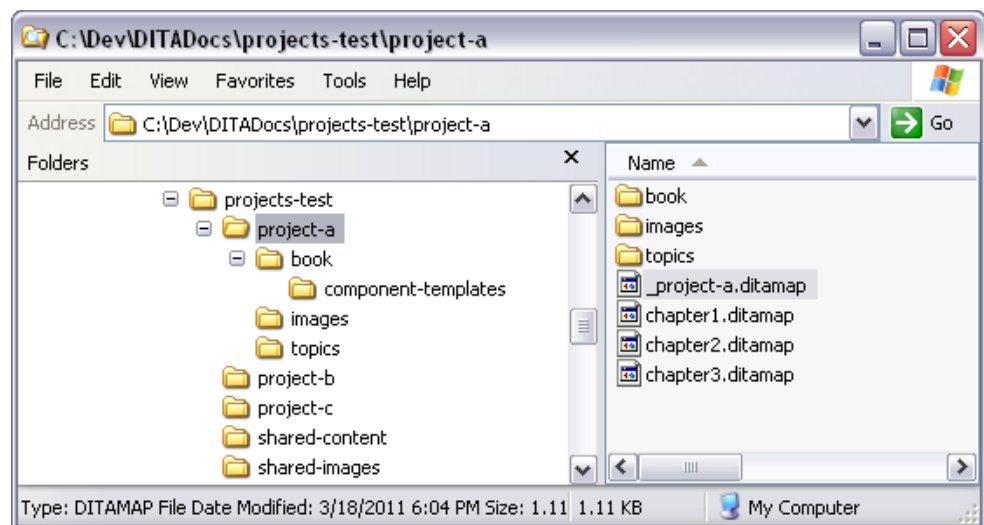 C:\Dev\DITADocs\projects-test\project-a
File Edit View Favorites Tools Help
Address C:\Dev\DITADocs\projects-test\project-a Go
Folders
projects-test
project-a
book
component-templates
images
topics
project-b
project-c
shared-content
shared-images
Name
book
images
topics
_project-a.ditamap
chapter1.ditamap
chapter2.ditamap
chapter3.ditamap
Type: DITAMAP File Date Modified: 3/18/2011 6:04 PM Size: 1.11 1.11 KB My Computer